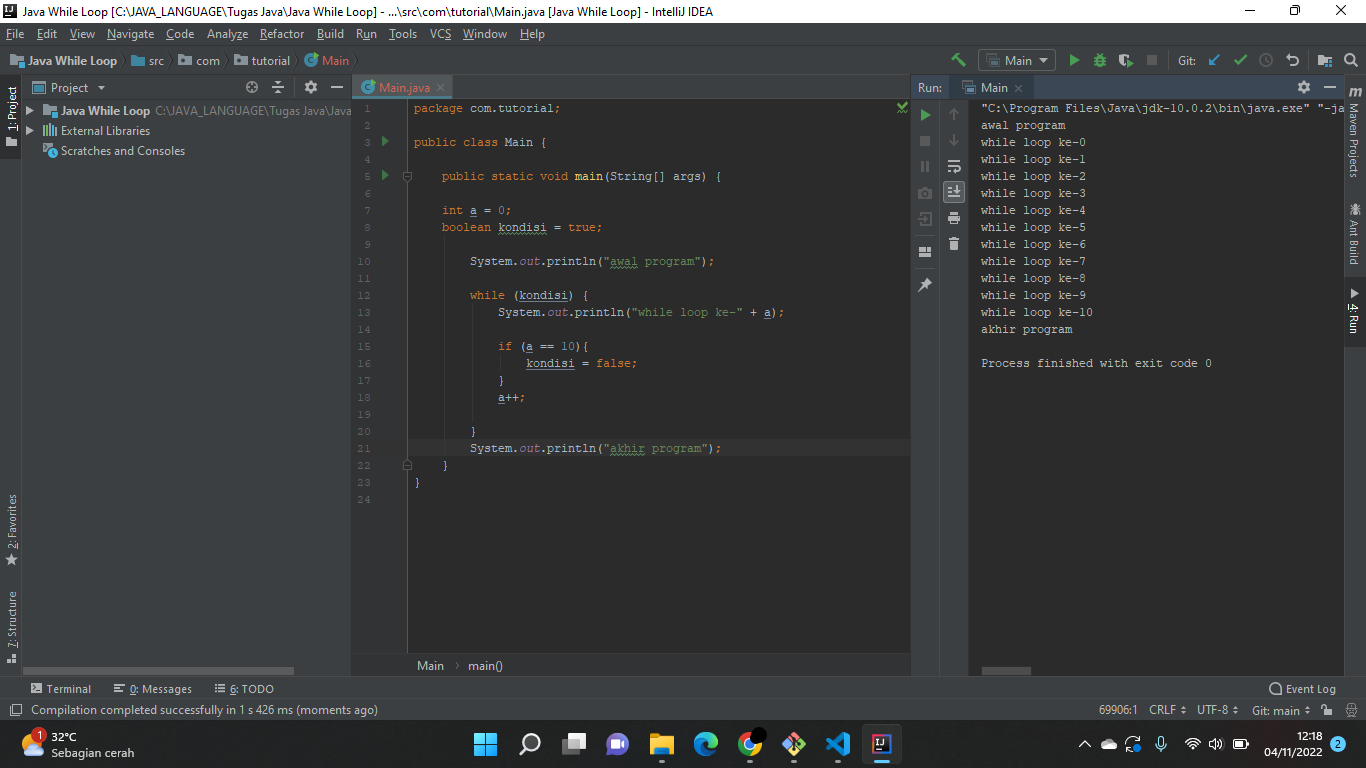 Java While Loop [C:\JAVA_LANGUAGE\Tugas Java\Java While Loop] - ...\src\com\tutorial\Main.java [Java While Loop] - IntelliJ IDEA
File Edit View Navigate Code Analyze Refactor Build Run Tools VCS Window Help
Java While Loop src com tutorial Main
Main Git:
1: Project
2: Favorites
7: Structure
Project
Java While Loop C:\JAVA_LANGUAGE\Tugas Java\Java
External Libraries
Scratches and Consoles
Main.java
1 package com.tutorial;
2
3 public class Main {
4
5 public static void main(String[] args) {
6
7 int a = 0;
8 boolean kondisi = true;
9
10 System.out.println("awal program");
11
12 while (kondisi) {
13 System.out.println("while loop ke-" + a);
14
15 if (a == 10){
16 kondisi = false;
17 }
18 a++;
19
20 }
21 System.out.println("akhir program");
22 }
23 }
24
Main main()
Run: Main
"C:\Program Files\Java\jdk-10.0.2\bin\java.exe" "-ja
awal program
while loop ke-0
while loop ke-1
while loop ke-2
while loop ke-3
while loop ke-4
while loop ke-5
while loop ke-6
while loop ke-7
while loop ke-8
while loop ke-9
while loop ke-10
akhir program
Process finished with exit code 0
m Maven Projects
Ant Build
4: Run
Terminal 0: Messages 6: TODO Event Log
Compilation completed successfully in 1 s 426 ms (moments ago) 69906:1 CRLF UTF-8 Git: main
1 32°C
Sebagian cerah
12:18
04/11/2022 2